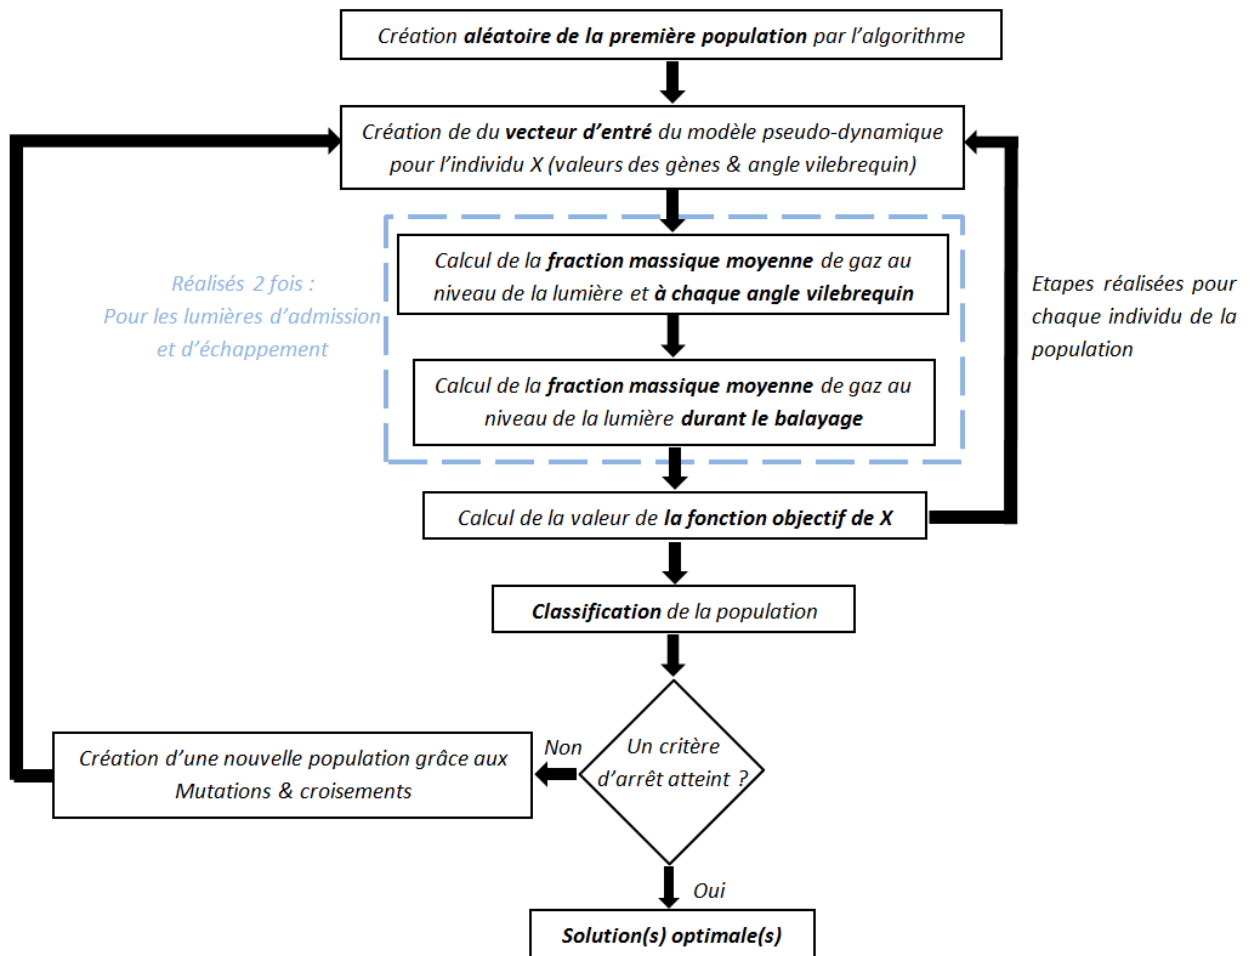 Création aléatoire de la première population par l’algorithme
Création de du vecteur d’entré du modèle pseudo-dynamique
pour l’individu X (valeurs des gènes & angle vilebrequin)
Calcul de la fraction massique moyenne de gaz au
niveau de la lumière et à chaque angle vilebrequin
Réalisés 2 fois :
Pour les lumières d’admission
et d’échappement
Etapes réalisées pour
chaque individu de la
population
Calcul de la fraction massique moyenne de gaz au
niveau de la lumière durant le balayage
Calcul de la valeur de la fonction objectif de X
Classification de la population
Un critère
d’arrêt atteint ?
Non
Création d’une nouvelle population grâce aux
Mutations & croisements
Oui
Solution(s) optimale(s)